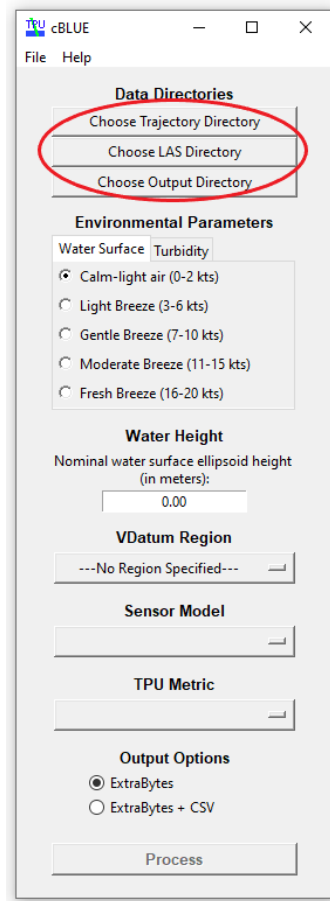 TPU cBLUE
File Help
Data Directories
Choose Trajectory Directory
Choose LAS Directory
Choose Output Directory
Environmental Parameters
Water Surface Turbidity
Calm-light air (0-2 kts)
Light Breeze (3-6 kts)
Gentle Breeze (7-10 kts)
Moderate Breeze (11-15 kts)
Fresh Breeze (16-20 kts)
Water Height
Nominal water surface ellipsoid height
(in meters):
0.00
VDatum Region
---No Region Specified---
Sensor Model
TPU Metric
Output Options
ExtraBytes
ExtraBytes + CSV
Process